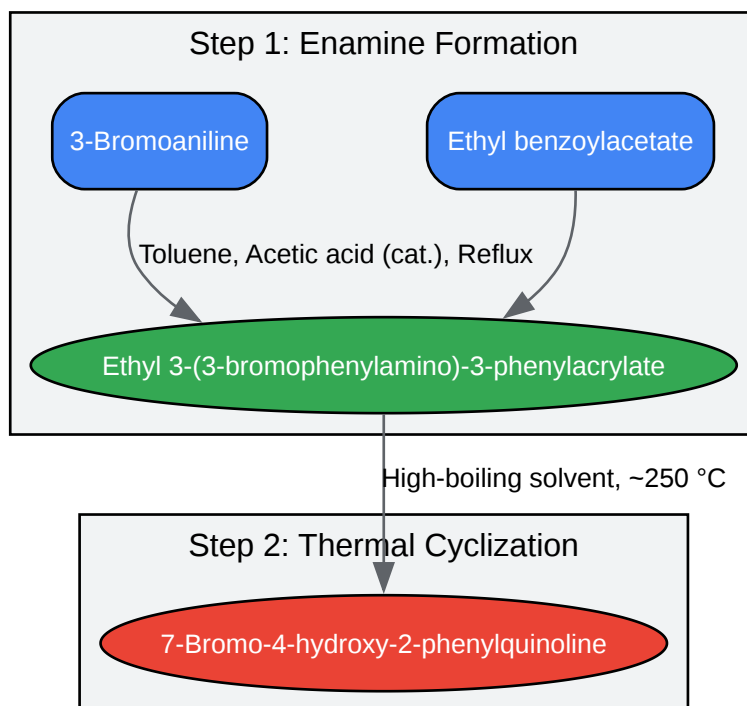 Step 1: Enamine Formation
3-Bromoaniline
Ethyl benzoylacetate
Toluene, Acetic acid (cat.), Reflux
Ethyl 3-(3-bromophenylamino)-3-phenylacrylate
High-boiling solvent, ~250 °C
Step 2: Thermal Cyclization
7-Bromo-4-hydroxy-2-phenylquinoline